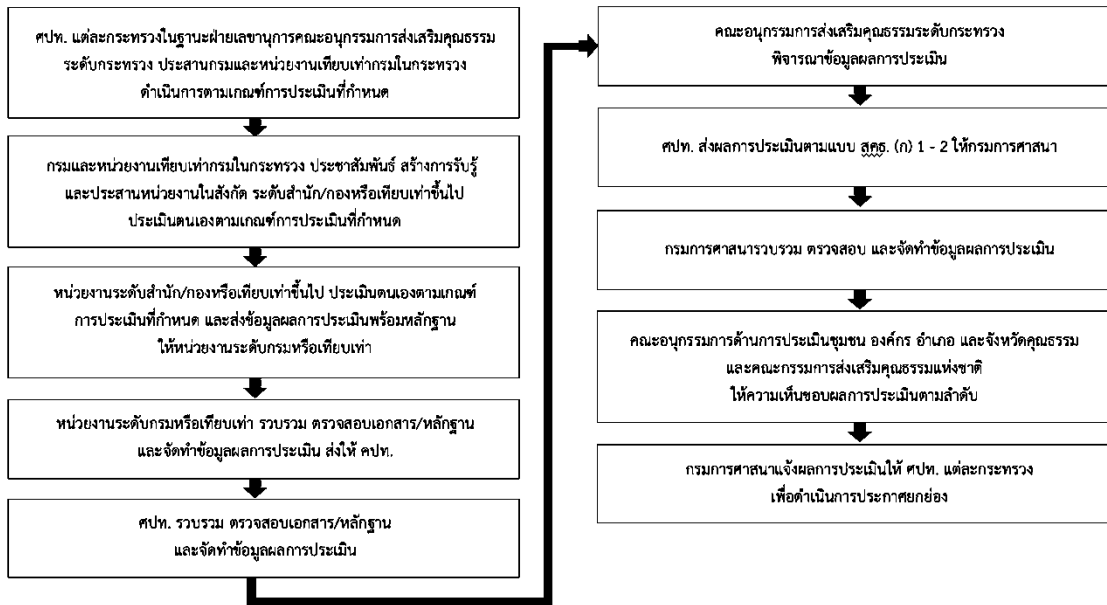 ศปท. แต่ละกระทรวงในฐานะฝ่ายเลขานุการคณะอนุกรรมการส่งเสริมคุณธรรม
ระดับกระทรวง ประสานกรมและหน่วยงานเทียบเท่ากรมในกระทรวง
ดำเนินการตามเกณฑ์การประเมินที่กำหนด
กรมและหน่วยงานเทียบเท่ากรมในกระทรวง ประชาสัมพันธ์ สร้างการรับรู้
และประสานหน่วยงานในสังกัด ระดับสำนัก/กองหรือเทียบเท่าขึ้นไป
ประเมินตนเองตามเกณฑ์การประเมินที่กำหนด
หน่วยงานระดับสำนัก/กองหรือเทียบเท่าขึ้นไป ประเมินตนเองตามเกณฑ์
การประเมินที่กำหนด และส่งข้อมูลผลการประเมินพร้อมหลักฐาน
ให้หน่วยงานระดับกรมหรือเทียบเท่า
หน่วยงานระดับกรมหรือเทียบเท่า รวบรวม ตรวจสอบเอกสาร/หลักฐาน
และจัดทำข้อมูลผลการประเมิน ส่งให้ คปท.
ศปท. รวบรวม ตรวจสอบเอกสาร/หลักฐาน
และจัดทำข้อมูลผลการประเมิน
คณะอนุกรรมการส่งเสริมคุณธรรมระดับกระทรวง
พิจารณาข้อมูลผลการประเมิน
ศปท. ส่งผลการประเมินตามแบบ สคธ. (ก) 1 - 2 ให้กรมการศาสนา
กรมการศาสนารวบรวม ตรวจสอบ และจัดทำข้อมูลผลการประเมิน
คณะอนุกรรมการด้านการประเมินชุมชน องค์กร อำเภอ และจังหวัดคุณธรรม
และคณะกรรมการส่งเสริมคุณธรรมแห่งชาติ
ให้ความเห็นชอบผลการประเมินตามลำดับ
กรมการศาสนาแจ้งผลการประเมินให้ ศปท. แต่ละกระทรวง
เพื่อดำเนินการประกาศยกย่อง